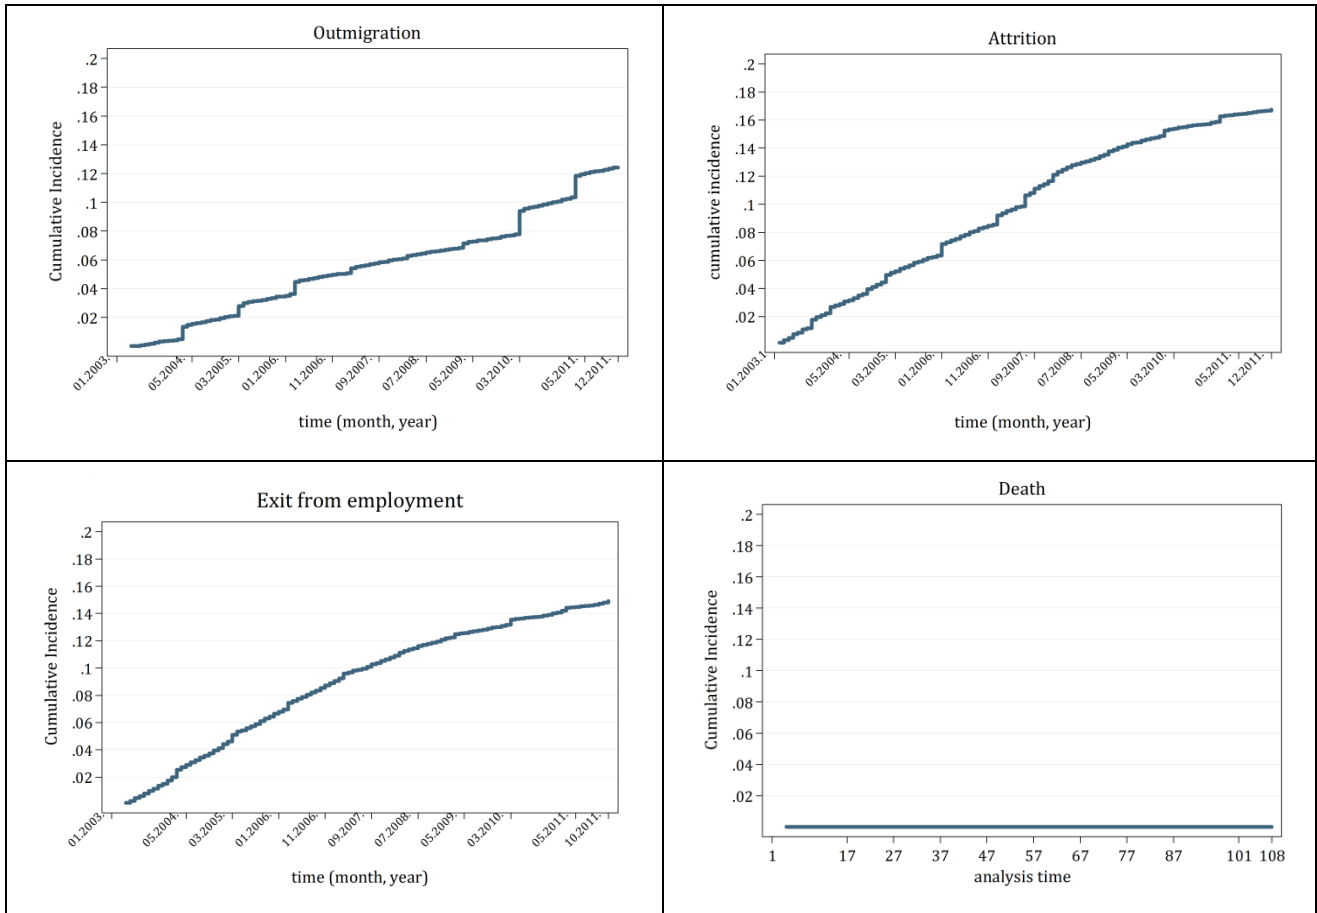 Outmigration
Cumulative Incidence
.2
.18
.16
.14
.12
.1
.08
.06
.04
.02
01.2003. 05.2004. 03.2005. 01.2006. 11.2006. 09.2007. 07.2008. 05.2009. 03.2010. 05.2011. 12.2011.
time (month, year)
Attrition
cumulative incidence
.2
.18
.16
.14
.12
.1
.08
.06
.04
.02
01.2003.1 05.2004. 03.2005. 01.2006. 11.2006. 09.2007. 07.2008. 05.2009. 03.2010. 05.2011. 12.2011.
time (month, year)
Exit from employment
Cumulative Incidence
.2
.18
.16
.14
.12
.1
.08
.06
.04
.02
01.2003. 05.2004. 03.2005. 01.2006. 11.2006. 09.2007. 07.2008. 05.2009. 03.2010. 05.2011. 10.2011.
time (month, year)
Death
Cumulative Incidence
.2
.18
.16
.14
.12
.1
.08
.06
.04
.02
1 17 27 37 47 57 67 77 87 101 108
analysis time